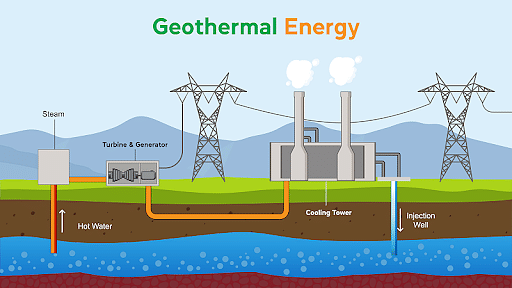 Geothermal Energy
Steam
Turbine & Generator
Hot Water
Cooling Tower
Injection
Well